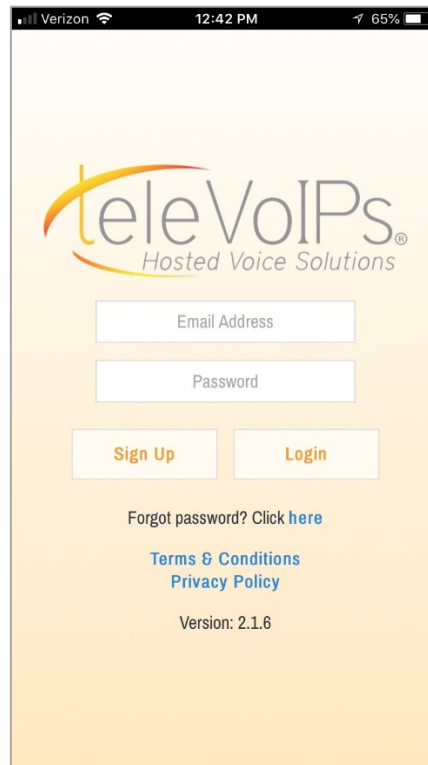 Verizon 12:42 PM 65%
teleVoIPs®
Hosted Voice Solutions
Email Address
Password
Sign Up Login
Forgot password? Click here
Terms & Conditions
Privacy Policy
Version: 2.1.6